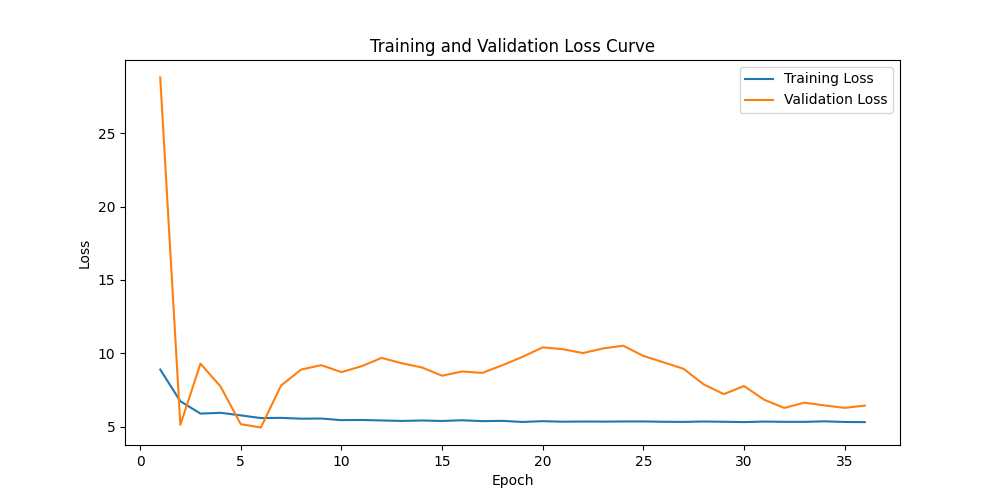 Training and Validation Loss Curve
Training Loss
Validation Loss
25
20
15
10
5
Loss
0 5 10 15 20 25 30 35
Epoch